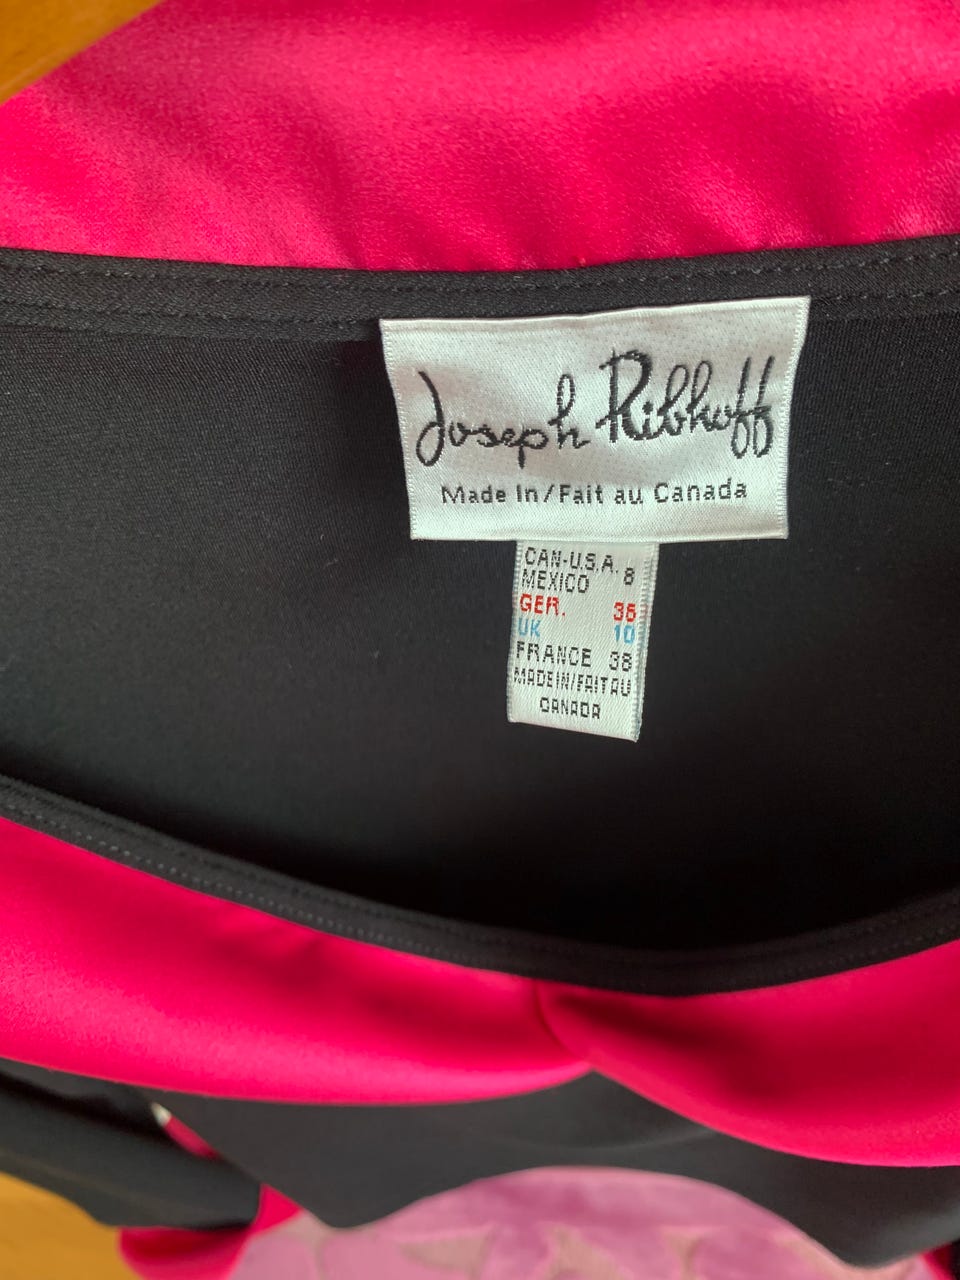 Joseph Ribkoff
Made In/Fait au Canada
CAN-U.S.A. 8
MEXICO
GER. 36
UK 10
FRANCE 38
MADE IN/FAIT AU
CANADA